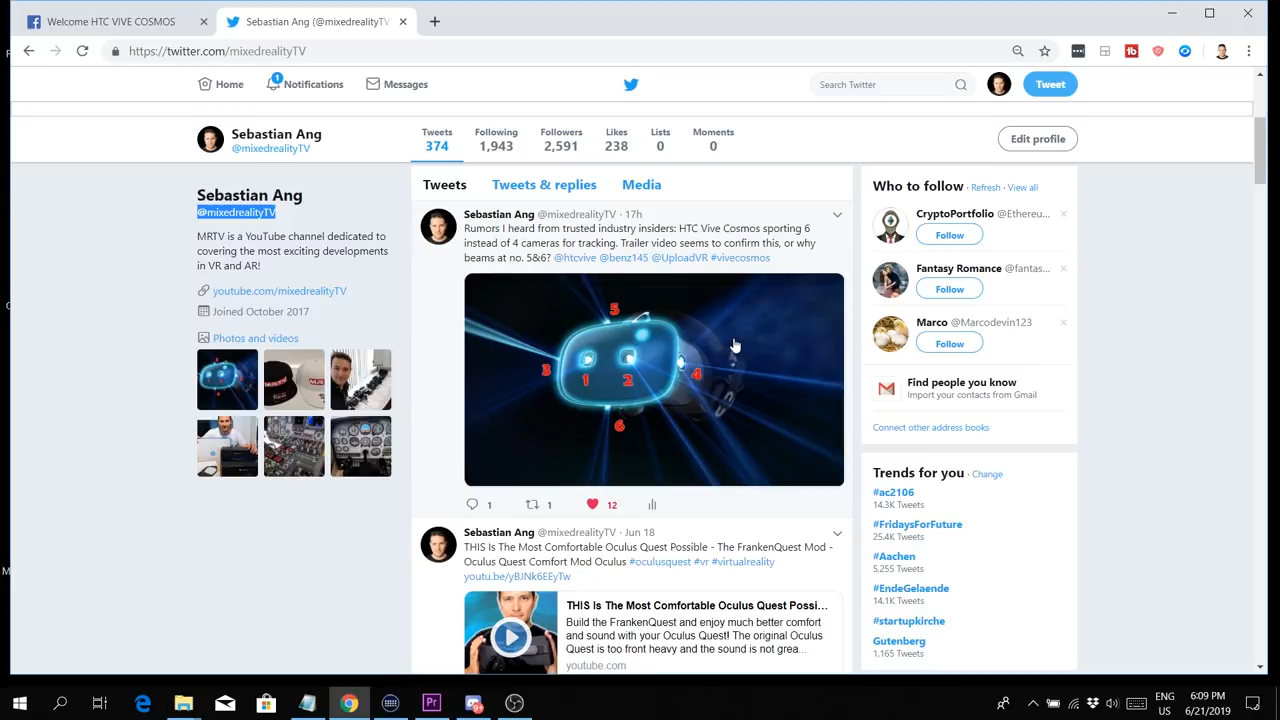 Welcome HTC VIVE COSMOS
Sebastian Ang (@mixedrealityTV
https://twitter.com/mixedrealityTV
1
Home
Notifications
Messages
Search Twitter
Tweet
Sebastian Ang
@mixedrealityTV
Tweets
374
Following
1,943
Followers
2,591
Likes
238
Lists
0
Moments
0
Edit profile
Sebastian Ang
@mixedrealityTV
MRTV is a YouTube channel dedicated to
covering the most exciting developments
in VR and AR!
youtube.com/mixedrealityTV
Joined October 2017
Photos and videos
Tweets
Tweets & replies
Media
Sebastian Ang @mixedrealityTV · 17h
Rumors I heard from trusted industry insiders: HTC Vive Cosmos sporting 6
instead of 4 cameras for tracking. Trailer video seems to confirm this, or why
beams at no. 5&6? @htcvive @benz145 @UploadVR #vivecosmos
5
3
1
2
4
6
1
1
12
Sebastian Ang @mixedrealityTV · Jun 18
THIS Is The Most Comfortable Oculus Quest Possible - The FrankenQuest Mod -
Oculus Quest Comfort Mod Oculus #oculusquest #vr #virtualreality
youtu.be/yBJNk6EEyTw
THIS Is The Most Comfortable Oculus Quest Possi...
Build the FrankenQuest and enjoy much better comfort
and sound with your Oculus Quest! The original Oculus
Quest is too front heavy and the sound is not grea...
youtube.com
Who to follow · Refresh · View all
CryptoPortfolio @Ethereu...
Follow
Fantasy Romance @fantas...
Follow
Marco @Marcodevin123
Follow
Find people you know
Import your contacts from Gmail
Connect other address books
Trends for you · Change
#ac2106
14.3K Tweets
#FridaysForFuture
25.4K Tweets
#Aachen
5,255 Tweets
#EndeGelaende
14.1K Tweets
#startupkirche
Gutenberg
1,165 Tweets
ENG
US
6:09 PM
6/21/2019